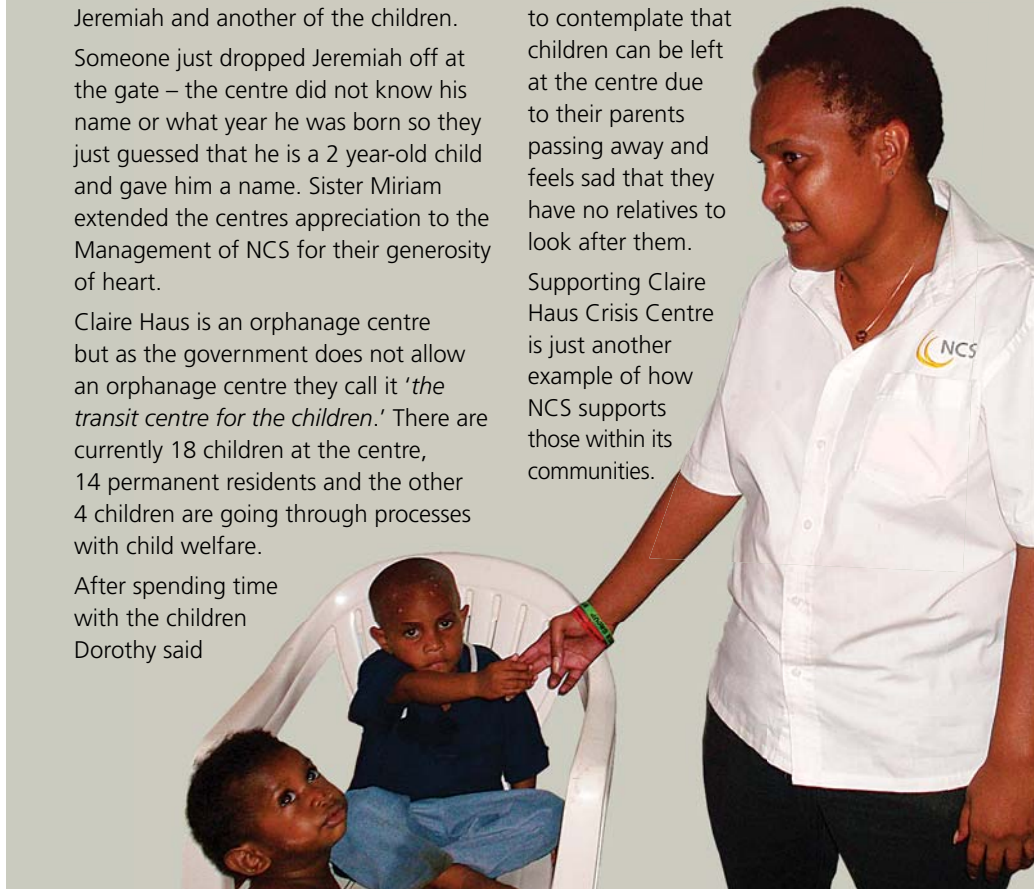 Jeremiah and another of the children.
Someone just dropped Jeremiah off at
the gate – the centre did not know his
name or what year he was born so they
just guessed that he is a 2 year-old child
and gave him a name. Sister Miriam
extended the centres appreciation to the
Management of NCS for their generosity
of heart.
Claire Haus is an orphanage centre
but as the government does not allow
an orphanage centre they call it ‘the
transit centre for the children.’ There are
currently 18 children at the centre,
14 permanent residents and the other
4 children are going through processes
with child welfare.
After spending time
with the children
Dorothy said
to contemplate that
children can be left
at the centre due
to their parents
passing away and
feels sad that they
have no relatives to
look after them.
Supporting Claire
Haus Crisis Centre
is just another
example of how
NCS supports
those within its
communities.
NCS